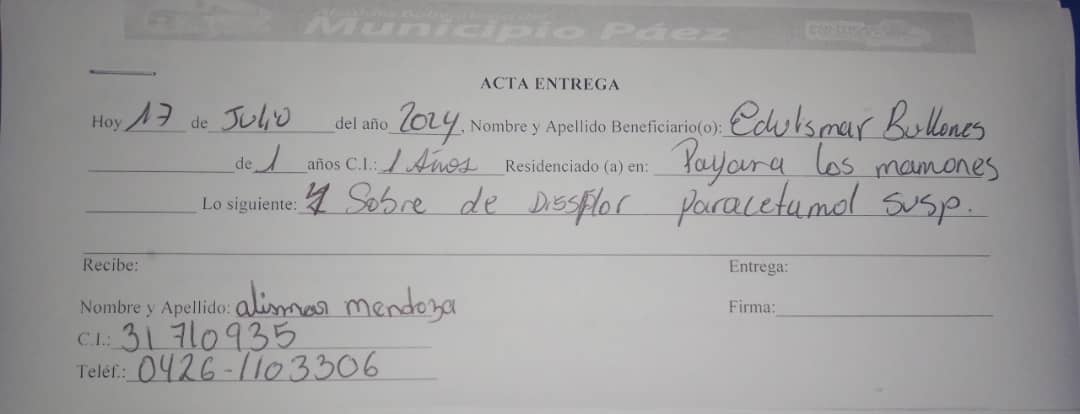 Municipio Páez
ACTA ENTREGA
Hoy 17 de Julio del año 2024, Nombre y Apellido Beneficiario(o): Edulsmar Bullones
de 1 años C.I.: 1 Años Residenciado (a) en: Payara los mamones
Lo siguiente: Sobre de Dissflor paracetamol susp.
Recibe: Entrega:
Nombre y Apellido: alismar mendoza Firma:
C.I.: 31710935
Teléf.: 0426-1103306